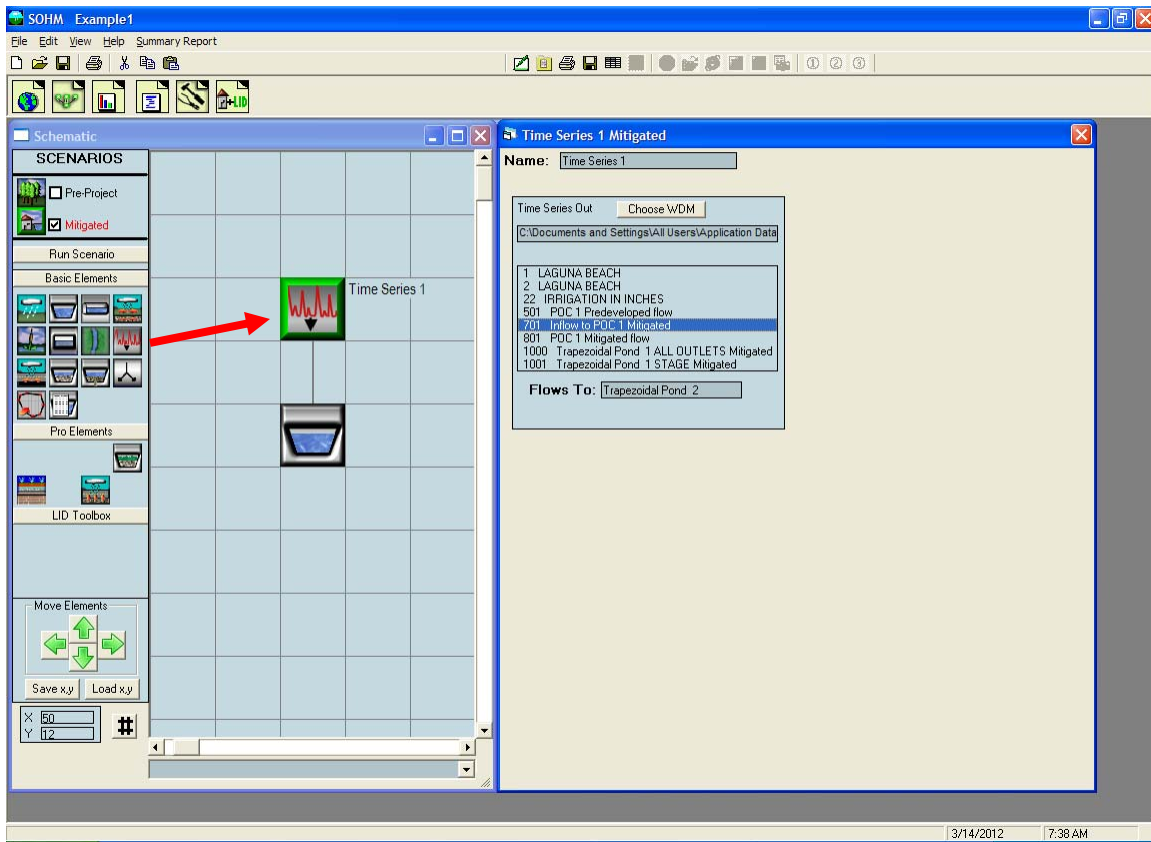 SOHM Example1
File Edit View Help Summary Report
+LID
Schematic
SCENARIOS
Pre-Project
Mitigated
Run Scenario
Basic Elements
Pro Elements
LID Toolbox
Move Elements
Save x,y Load x,y
X 50
Y 12
#
Time Series 1
Time Series 1 Mitigated
Name: Time Series 1
Time Series Out Choose WDM
C:\Documents and Settings\All Users\Application Data
1 LAGUNA BEACH
2 LAGUNA BEACH
22 IRRIGATION IN INCHES
501 POC 1 Predeveloped flow
701 Inflow to POC 1 Mitigated
801 POC 1 Mitigated flow
1000 Trapezoidal Pond 1 ALL OUTLETS Mitigated
1001 Trapezoidal Pond 1 STAGE Mitigated
Flows To: Trapezoidal Pond 2
3/14/2012 7:38 AM